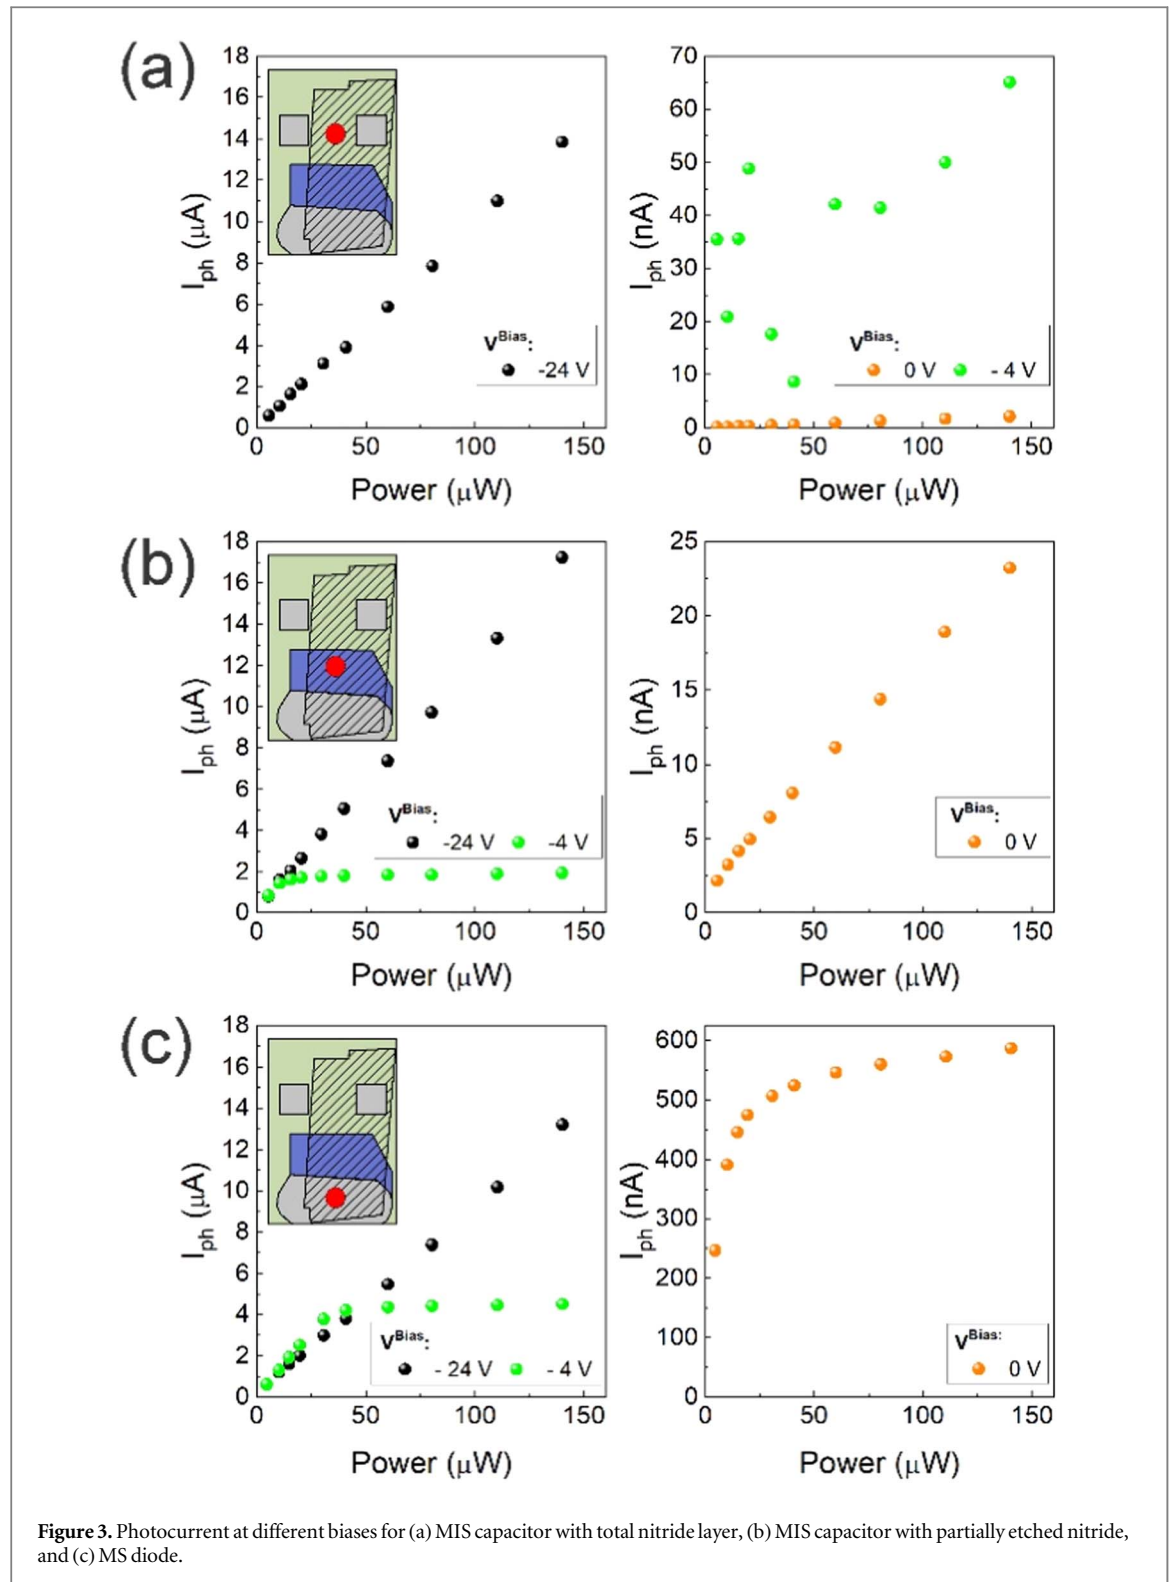 (a)
18
16
14
12
10
8
6
4
2
0
I_ph (μA)
V^Bias:
-24 V
0 50 100 150
Power (μW)
70
60
50
40
30
20
10
0
I_ph (nA)
V^Bias:
0 V - 4 V
0 50 100 150
Power (μW)
(b)
18
16
14
12
10
8
6
4
2
0
I_ph (μA)
V^Bias:
-24 V -4 V
0 50 100 150
Power (μW)
25
20
15
10
5
0
I_ph (nA)
V^Bias:
0 V
0 50 100 150
Power (μW)
(c)
18
16
14
12
10
8
6
4
2
0
I_ph (μA)
V^Bias:
- 24 V - 4 V
0 50 100 150
Power (μW)
600
500
400
300
200
100
0
I_ph (nA)
V^Bias:
0 V
0 50 100 150
Power (μW)
Figure 3. Photocurrent at different biases for (a) MIS capacitor with total nitride layer, (b) MIS capacitor with partially etched nitride,
and (c) MS diode.